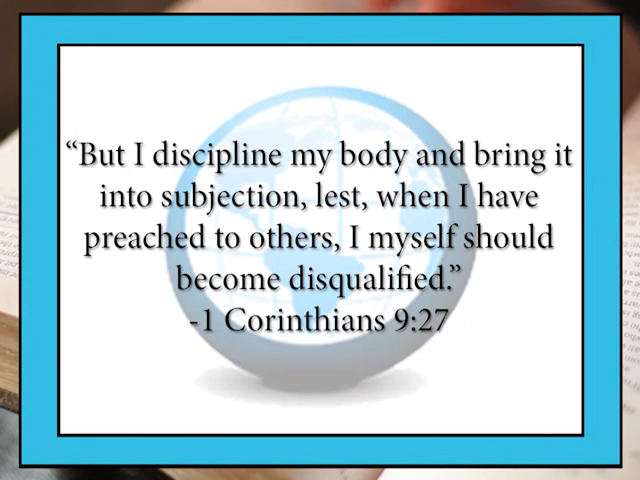 “But I discipline my body and bring it
into subjection, lest, when I have
preached to others, I myself should
become disqualified.”
-1 Corinthians 9:27